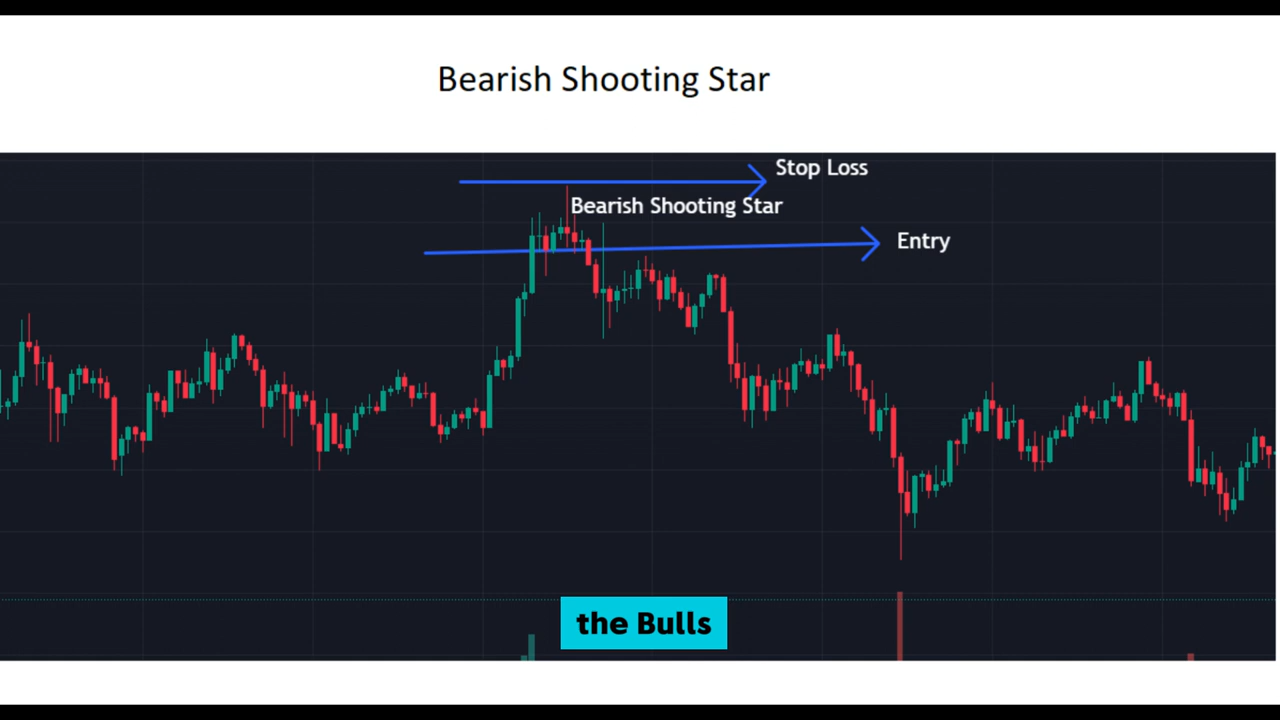 Bearish Shooting Star
Stop Loss
Bearish Shooting Star
Entry
the Bulls